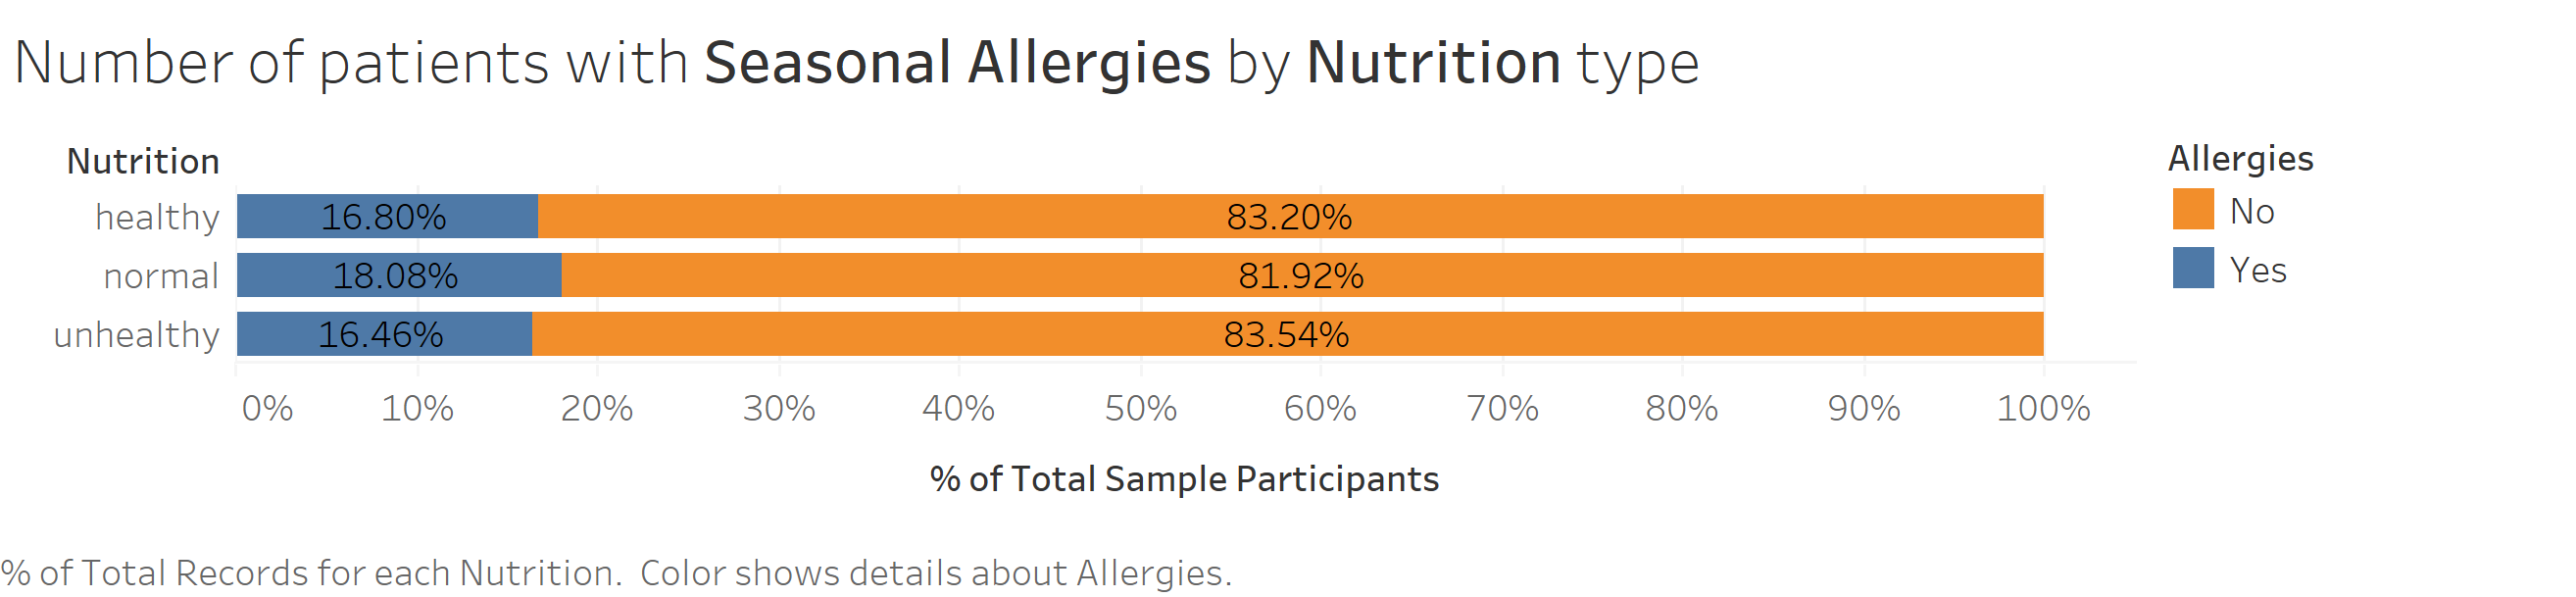 Number of patients with Seasonal Allergies by Nutrition type
Nutrition
healthy 16.80% 83.20%
normal 18.08% 81.92%
unhealthy 16.46% 83.54%
0% 10% 20% 30% 40% 50% 60% 70% 80% 90% 100%
% of Total Sample Participants
Allergies
No
Yes
% of Total Records for each Nutrition. Color shows details about Allergies.